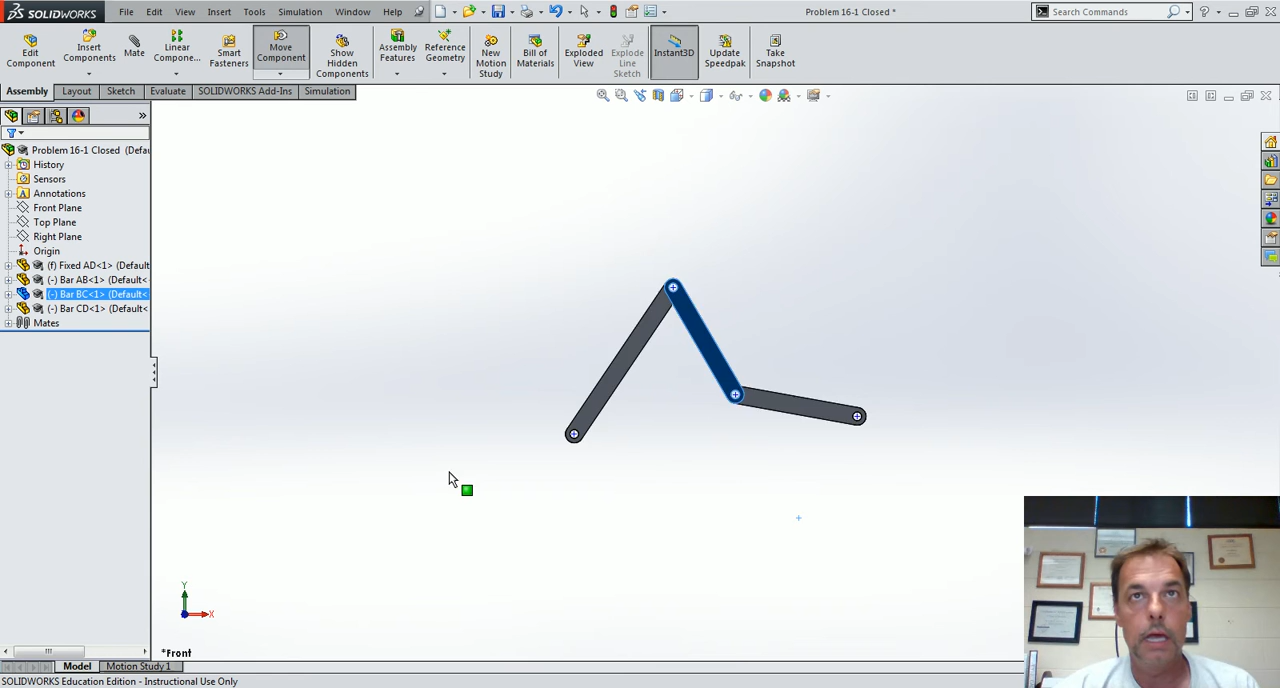 SOLIDWORKS File Edit View Insert Tools Simulation Window Help Problem 16-1 Closed * Search Commands
Edit Component
Insert Components
Mate
Linear Compone...
Smart Fasteners
Move Component
Show Hidden Components
Assembly Features
Reference Geometry
New Motion Study
Bill of Materials
Exploded View
Explode Line Sketch
Instant3D
Update Speedpak
Take Snapshot
Assembly Layout Sketch Evaluate SOLIDWORKS Add-Ins Simulation
Problem 16-1 Closed (Defau
History
Sensors
Annotations
Front Plane
Top Plane
Right Plane
Origin
(f) Fixed AD<1> (Default
(-) Bar AB<1> (Default<
(-) Bar BC<1> (Default<
(-) Bar CD<1> (Default<
Mates
Y
X
*Front
Model Motion Study 1
SOLIDWORKS Education Edition - Instructional Use Only